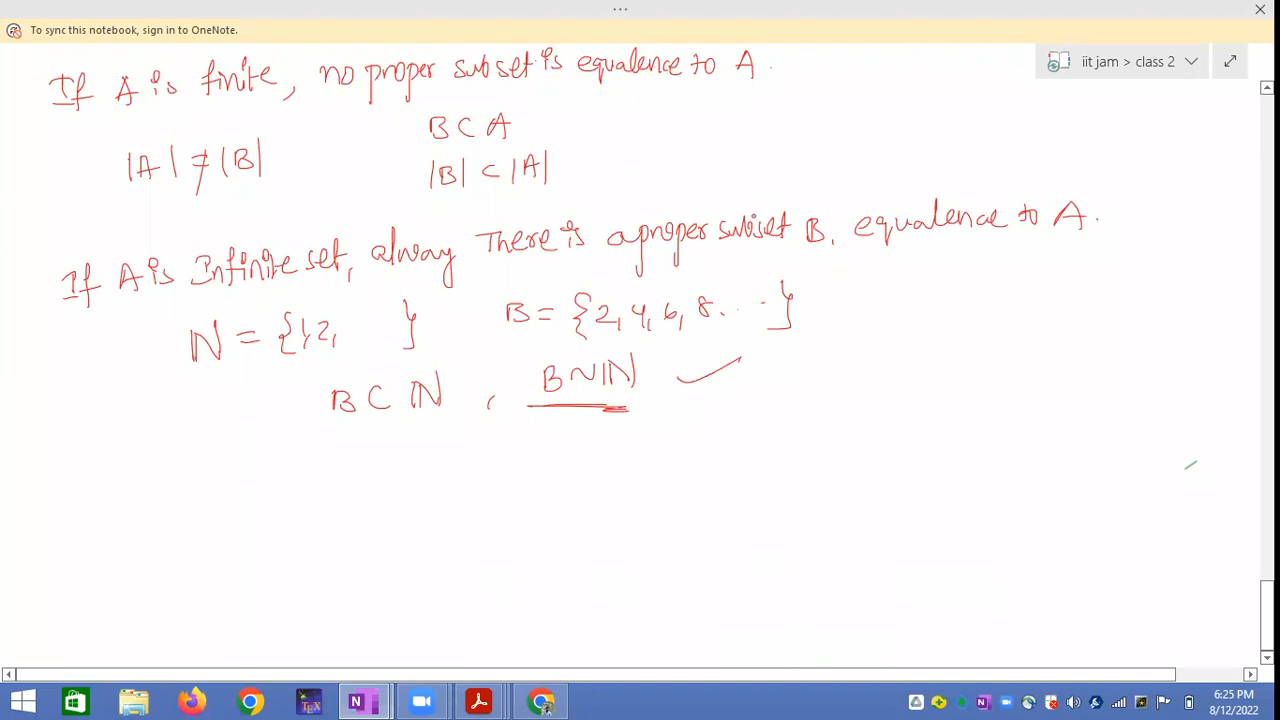 To sync this notebook, sign in to OneNote.
iit jam > class 2
If A is finite, no proper subset is equalence to A.
B ⊂ A
|A| ≠ |B|
|B| ⊂ |A|
If A is Infinite set, alway There is a proper subset B. equalence to A.
ℕ = {1,2, }
B = {2,4,6,8... }
B ⊂ ℕ , B ~ ℕ ✓
6:25 PM
8/12/2022